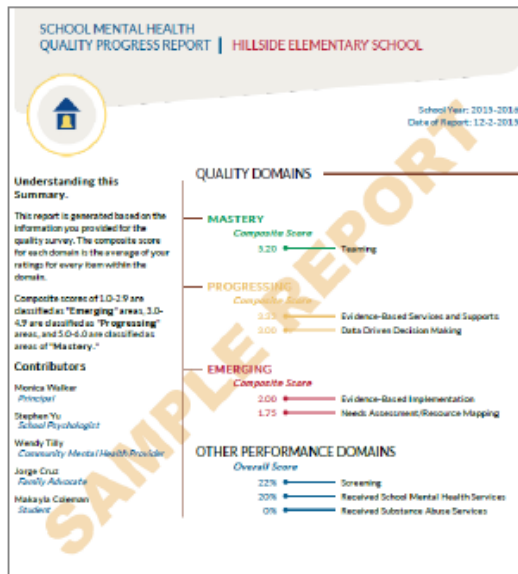 SCHOOL MENTAL HEALTH
QUALITY PROGRESS REPORT | HILLSIDE ELEMENTARY SCHOOL
School Year: 2015-2016
Date of Report: 12-2-2015
Understanding this
Summary.
This report is generated based on the
information you provided for the
quality survey. The composite score
for each domain is the average of your
ratings for every item within the
domain.
Composite scores of 1.0-2.9 are
classified as "Emerging" areas, 3.0-
4.9 are classified as "Progressing"
areas, and 5.0-6.0 are classified as
areas of "Mastery."
Contributors
Monica Walker
Principal
Stephen Yu
School Psychologist
Wendy Tilly
Community Mental Health Provider
Jorge Cruz
Family Advocate
Makayla Coleman
Student
QUALITY DOMAINS
MASTERY
Composite Score
5.20 Teaming
PROGRESSING
Composite Score
3.33 Evidence-Based Services and Supports
3.00 Data Driven Decision Making
EMERGING
Composite Score
2.00 Evidence-Based Implementation
1.75 Needs Assessment/Resource Mapping
OTHER PERFORMANCE DOMAINS
Overall Score
22% Screening
20% Received School Mental Health Services
0% Received Substance Abuse Services
SAMPLE REPORT